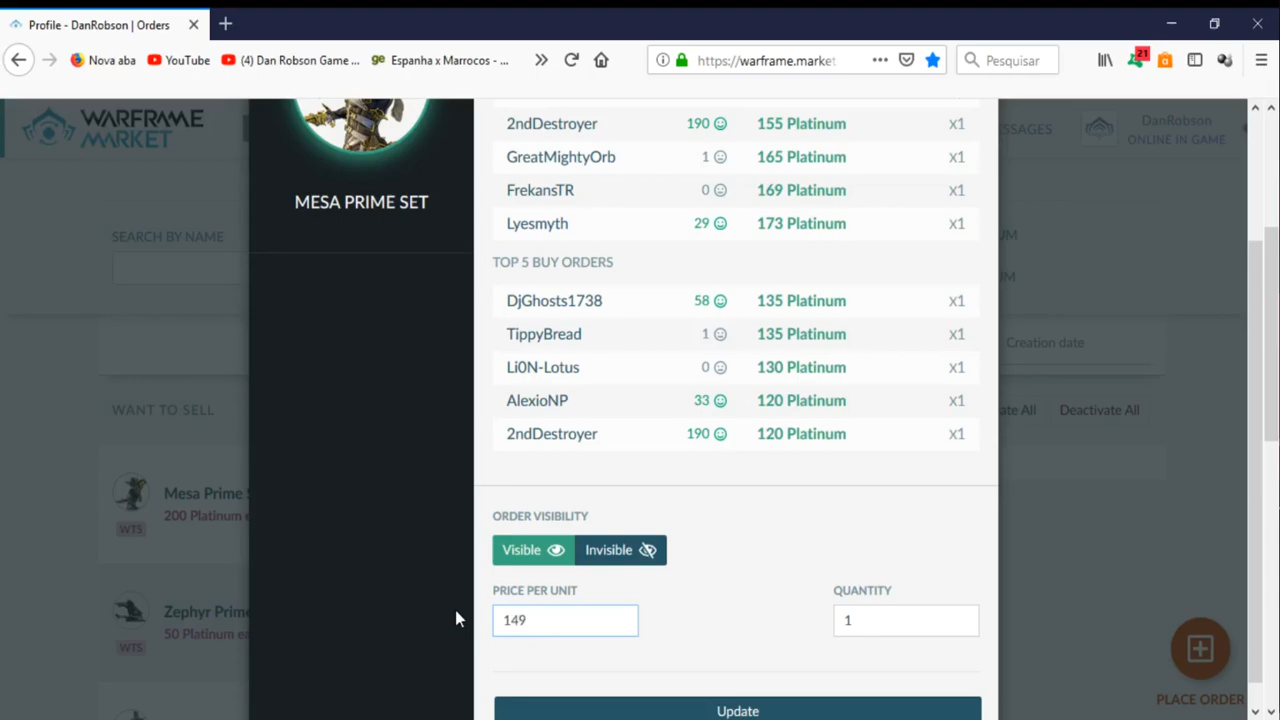 Profile - DanRobson | Orders
Nova aba
YouTube
(4) Dan Robson Game ...
Espanha x Marrocos - ...
https://warframe.market
Pesquisar
21
WARFRAME
MARKET
MESSAGES
DanRobson
ONLINE IN GAME
2ndDestroyer 190 155 Platinum x1
GreatMightyOrb 1 165 Platinum x1
FrekansTR 0 169 Platinum x1
Lyesmyth 29 173 Platinum x1
MESA PRIME SET
SEARCH BY NAME
TOP 5 BUY ORDERS
DjGhosts1738 58 135 Platinum x1
TippyBread 1 135 Platinum x1
Li0N-Lotus 0 130 Platinum x1
AlexioNP 33 120 Platinum x1
2ndDestroyer 190 120 Platinum x1
Creation date
WANT TO SELL
Deactivate All
Mesa Prime
200 Platinum
WTS
Zephyr Prime
50 Platinum
WTS
ORDER VISIBILITY
Visible
Invisible
PRICE PER UNIT
QUANTITY
149
1
Update
PLACE ORDER